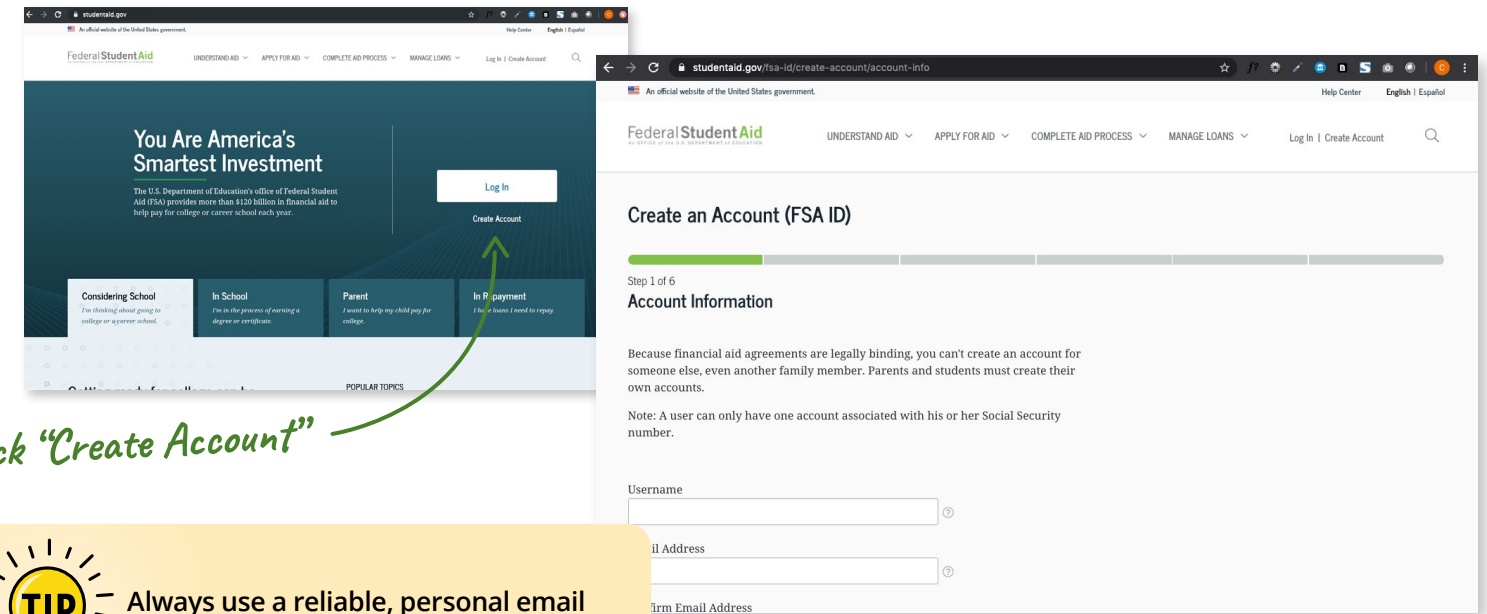 studentaid.gov
An official website of the United States government.
Help Center English | Español
Federal Student Aid
UNDERSTAND AID APPLY FOR AID COMPLETE AID PROCESS MANAGE LOANS Log In | Create Account
You Are America's
Smartest Investment
The U.S. Department of Education's office of Federal Student
Aid (FSA) provides more than $120 billion in financial aid to
help pay for college or career school each year.
Log In
Create Account
Considering School
I'm thinking about going to
college or a career school.
In School
I'm in the process of earning a
degree or certificate.
Parent
I want to help my child pay for
college.
In Repayment
I have loans I need to repay.
POPULAR TOPICS
ck “Create Account”
TIP
Always use a reliable, personal email
studentaid.gov/fsa-id/create-account/account-info
An official website of the United States government.
Help Center English | Español
Federal Student Aid
An OFFICE of the U.S. DEPARTMENT of EDUCATION
UNDERSTAND AID APPLY FOR AID COMPLETE AID PROCESS MANAGE LOANS Log In | Create Account
Create an Account (FSA ID)
Step 1 of 6
Account Information
Because financial aid agreements are legally binding, you can't create an account for
someone else, even another family member. Parents and students must create their
own accounts.
Note: A user can only have one account associated with his or her Social Security
number.
Username
il Address
firm Email Address